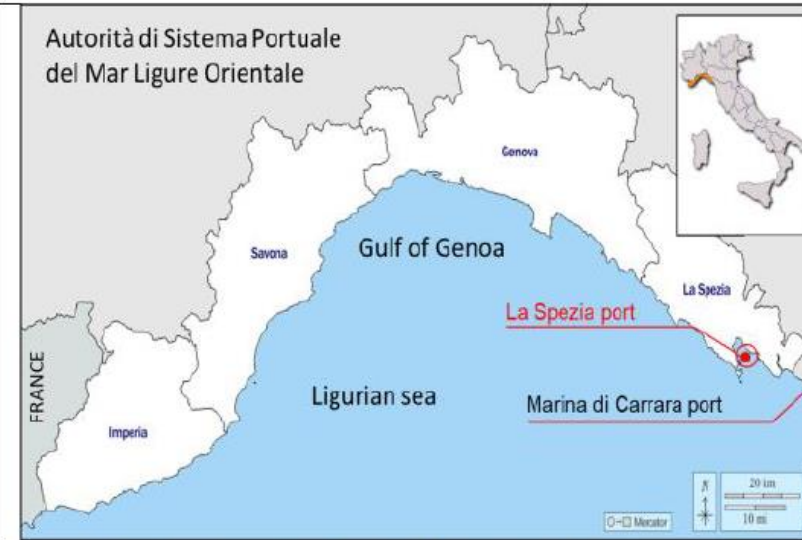 Autorità di Sistema Portuale
del Mar Ligure Orientale
Genova
Savona
Gulf of Genoa
La Spezia
La Spezia port
FRANCE
Ligurian sea
Marina di Carrara port
Imperia
N
20 km
10 mi
Mercator